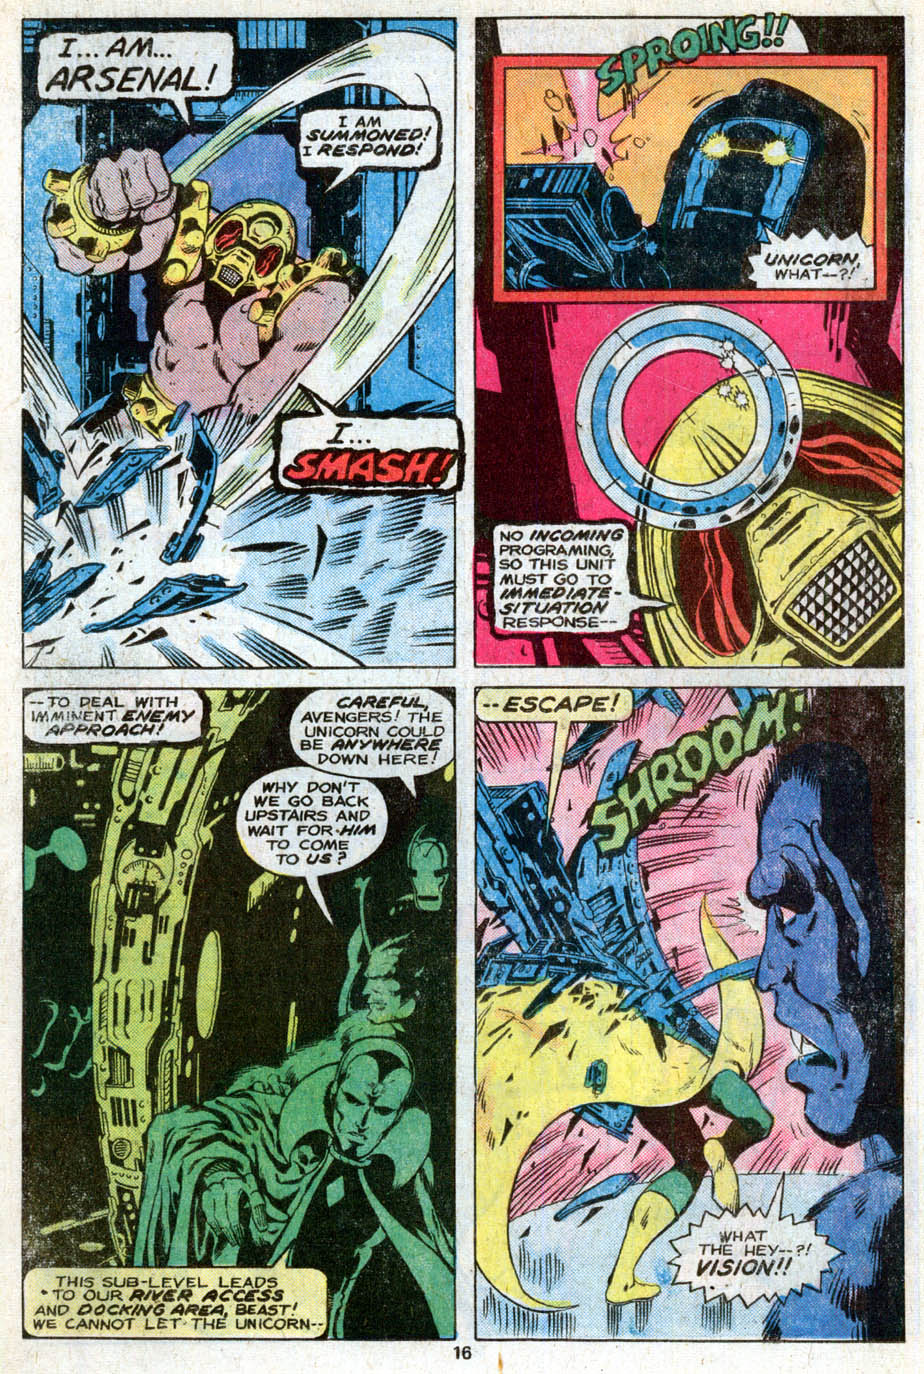 I... AM...
ARSENAL!
I AM
SUMMONED!
I RESPOND!
I...
SMASH!
SPROING!!
UNICORN,
WHAT--?!
NO INCOMING
PROGRAMING,
SO THIS UNIT
MUST GO TO
IMMEDIATE-
SITUATION
RESPONSE--
--TO DEAL WITH
IMMINENT ENEMY
APPROACH!
CAREFUL,
AVENGERS! THE
UNICORN COULD
BE ANYWHERE
DOWN HERE!
WHY DON'T
WE GO BACK
UPSTAIRS AND
WAIT FOR HIM
TO COME
TO US?
THIS SUB-LEVEL LEADS
TO OUR RIVER ACCESS
AND DOCKING AREA, BEAST!
WE CANNOT LET THE UNICORN--
--ESCAPE!
SHROOM!
WHAT
THE HEY--?!
VISION!!
16